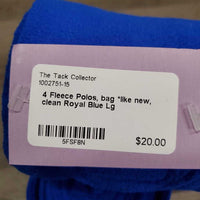 The Tack Collector
1002751-15
4 Fleece Polos, bag *like new,
clean Royal Blue Lg
$20.00
5FSF8N